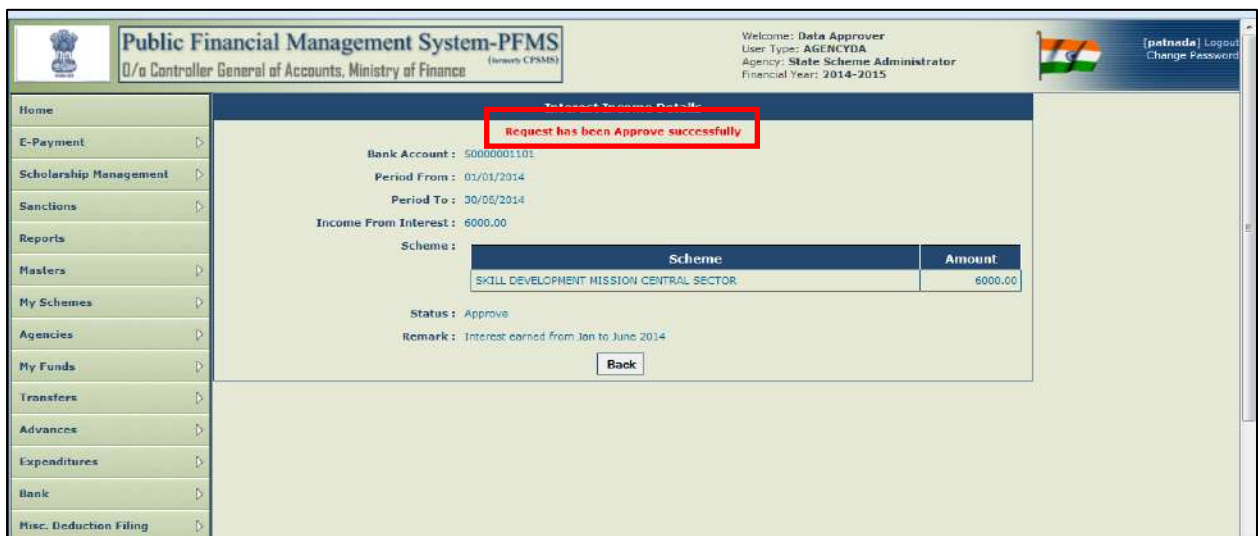 Public Financial Management System-PFMS
(formerly CPSMS)
O/o Controller General of Accounts, Ministry of Finance
Welcome: Data Approver
User Type: AGENCYDA
Agency: State Scheme Administrator
Financial Year: 2014-2015
[patnada] Logout
Change Password
Home
E-Payment
Scholarship Management
Sanctions
Reports
Masters
My Schemes
Agencies
My Funds
Transfers
Advances
Expenditures
Bank
Misc. Deduction Filing
Interest Income Details
Request has been Approve successfully
Bank Account : 50000001101
Period From : 01/01/2014
Period To : 30/06/2014
Income From Interest : 6000.00
Scheme :
Scheme Amount
SKILL DEVELOPMENT MISSION CENTRAL SECTOR 6000.00
Status : Approve
Remark : Interest earned from Jan to June 2014
Back